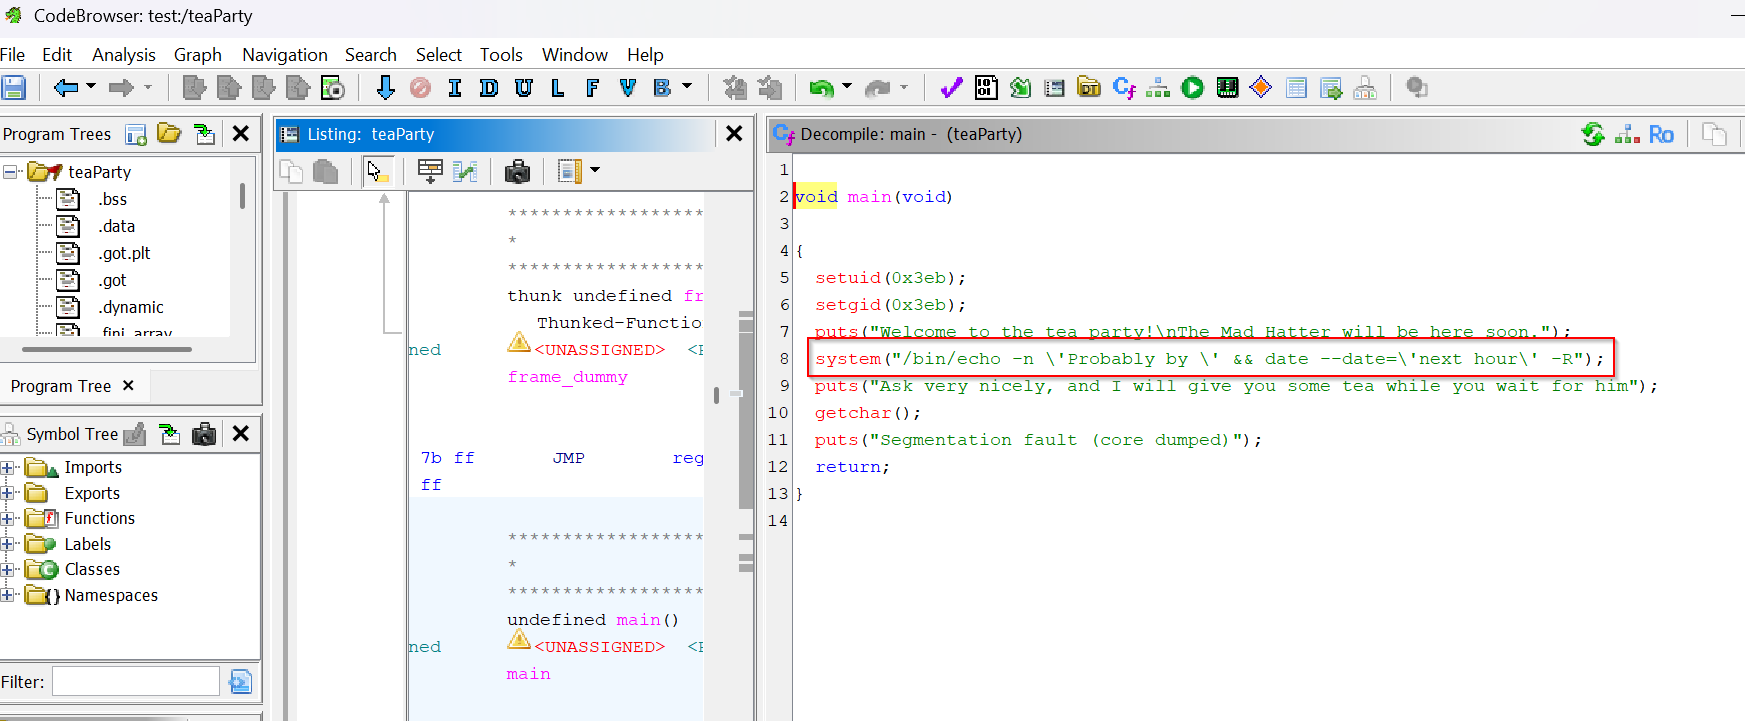 CodeBrowser: test:/teaParty
File Edit Analysis Graph Navigation Search Select Tools Window Help
I D U L F V B
Program Trees
teaParty
.bss
.data
.got.plt
.got
.dynamic
.fini_array
Program Tree ×
Symbol Tree
Imports
Exports
Functions
Labels
Classes
Namespaces
Filter:
Listing: teaParty
******************
*
******************
thunk undefined fr
Thunked-Functio
ned <UNASSIGNED>
frame_dummy
7b ff JMP reg
ff
******************
*
******************
undefined main()
ned <UNASSIGNED>
main
Decompile: main - (teaParty)
Ro
1
2 void main(void)
3
4 {
5 setuid(0x3eb);
6 setgid(0x3eb);
7 puts("Welcome to the tea party!\nThe Mad Hatter will be here soon.");
8 system("/bin/echo -n \'Probably by \' && date --date=\'next hour\' -R");
9 puts("Ask very nicely, and I will give you some tea while you wait for him");
10 getchar();
11 puts("Segmentation fault (core dumped)");
12 return;
13 }
14